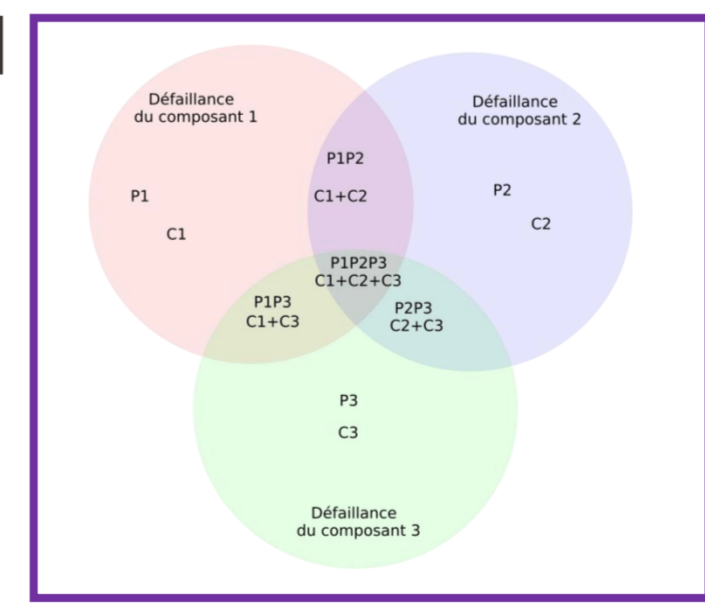 Défaillance
du composant 1
Défaillance
du composant 2
P1P2
P1
C1+C2
P2
C1
C2
P1P2P3
C1+C2+C3
P1P3
C1+C3
P2P3
C2+C3
P3
C3
Défaillance
du composant 3